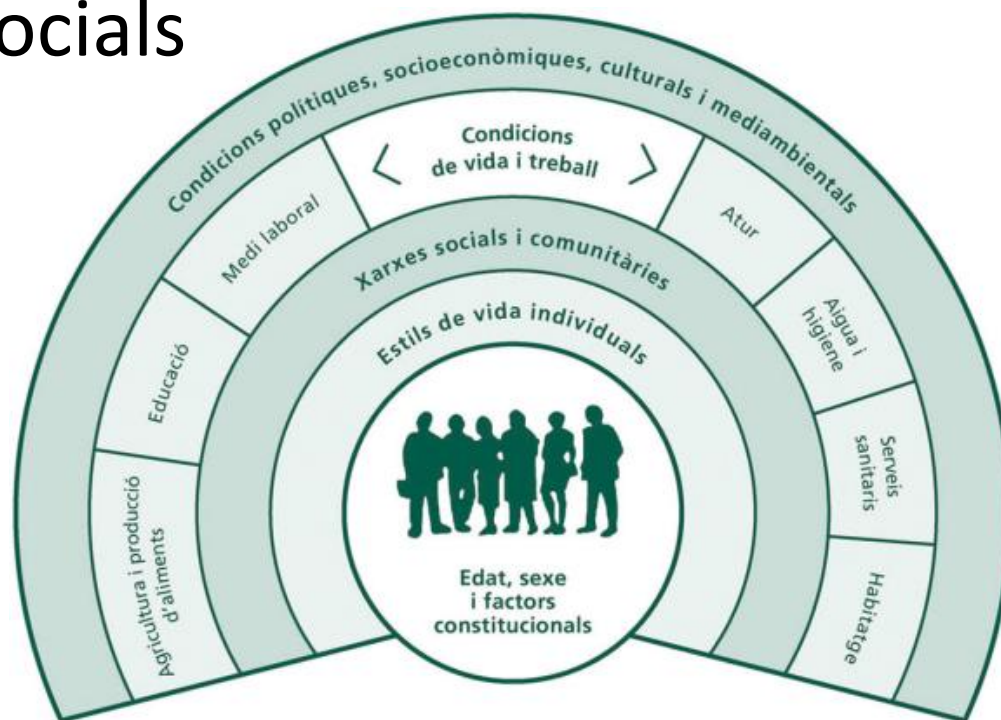 ocials
Condicions polítiques, socioeconòmiques, culturals i mediambientals
Condicions
de vida i treball
Medi laboral
Educació
Agricultura i producció
d'aliments
Atur
Aigua i
higiene
Serveis
sanitaris
Habitatge
Xarxes socials i comunitàries
Estils de vida individuals
Edat, sexe
i factors
constitucionals